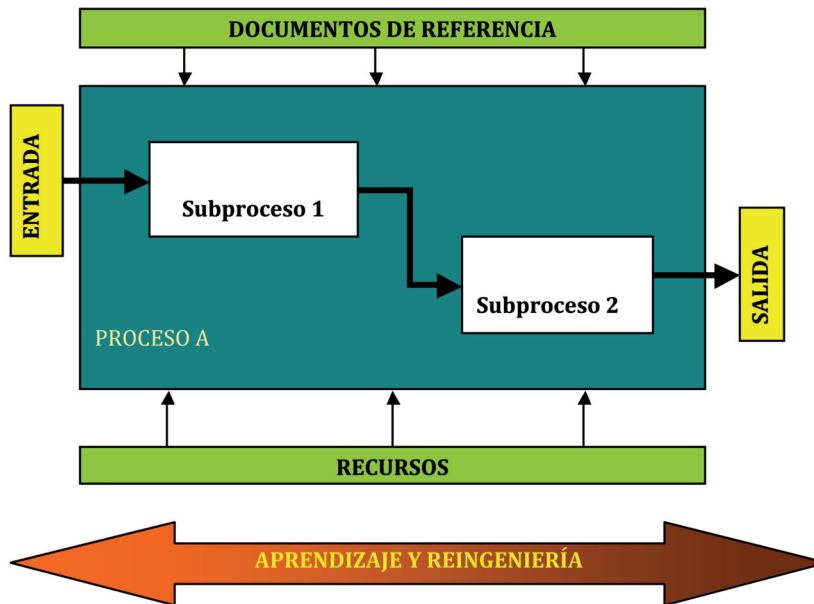 DOCUMENTOS DE REFERENCIA
ENTRADA
Subproceso 1
Subproceso 2
SALIDA
PROCESO A
RECURSOS
APRENDIZAJE Y REINGENIERÍA